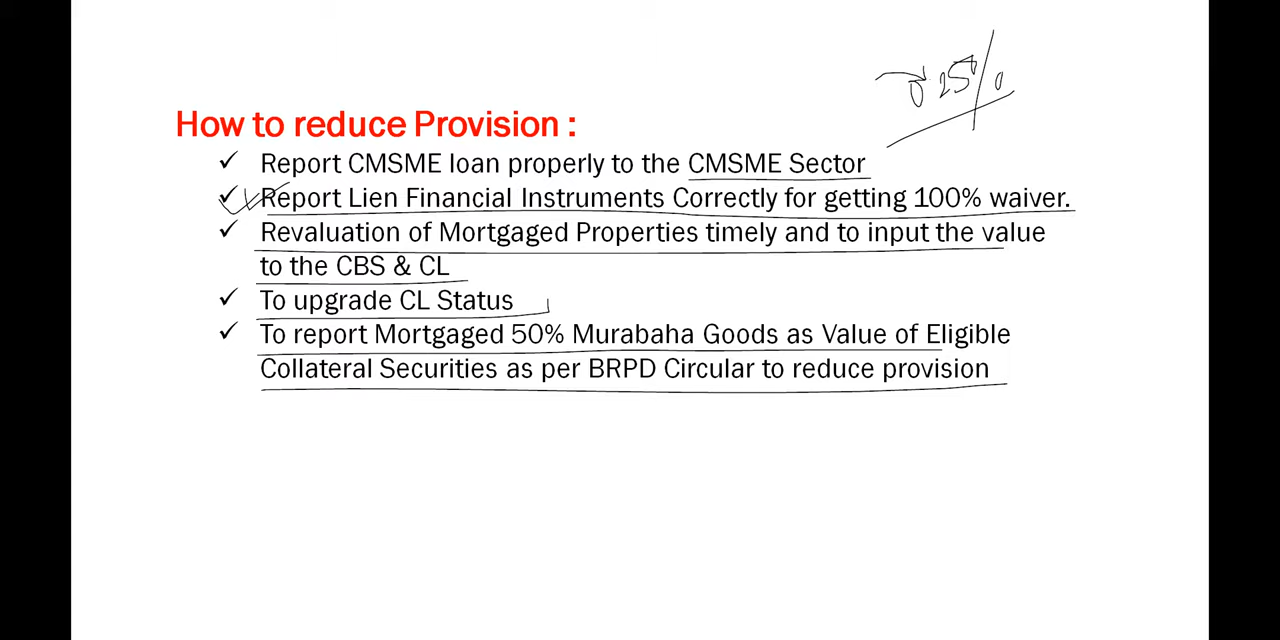 0.25%
How to reduce Provision :
✓ Report CMSME loan properly to the CMSME Sector
✓ Report Lien Financial Instruments Correctly for getting 100% waiver.
✓ Revaluation of Mortgaged Properties timely and to input the value
to the CBS & CL
✓ To upgrade CL Status
✓ To report Mortgaged 50% Murabaha Goods as Value of Eligible
Collateral Securities as per BRPD Circular to reduce provision